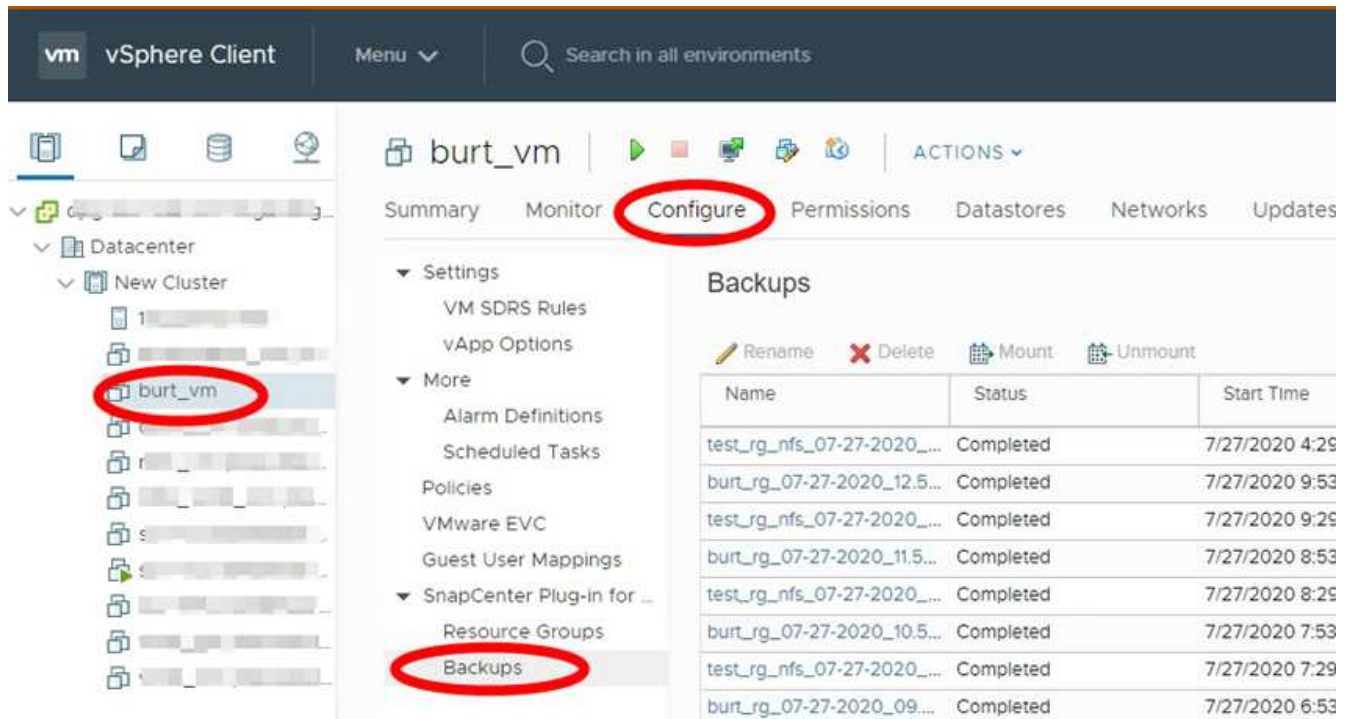 vm vSphere Client Menu Search in all environments
burt_vm ACTIONS
Summary Monitor Configure Permissions Datastores Networks Updates
Datacenter
New Cluster
burt_vm
Settings
VM SDRS Rules
vApp Options
More
Alarm Definitions
Scheduled Tasks
Policies
VMware EVC
Guest User Mappings
SnapCenter Plug-in for ...
Resource Groups
Backups
Backups
Rename Delete Mount Unmount
Name Status Start Time
test_rg_nfs_07-27-2020_... Completed 7/27/2020 4:29
burt_rg_07-27-2020_12.5... Completed 7/27/2020 9:53
test_rg_nfs_07-27-2020_... Completed 7/27/2020 9:29
burt_rg_07-27-2020_11.5... Completed 7/27/2020 8:53
test_rg_nfs_07-27-2020_... Completed 7/27/2020 8:29
burt_rg_07-27-2020_10.5... Completed 7/27/2020 7:53
test_rg_nfs_07-27-2020_... Completed 7/27/2020 7:29
burt_rg_07-27-2020_09.... Completed 7/27/2020 6:53